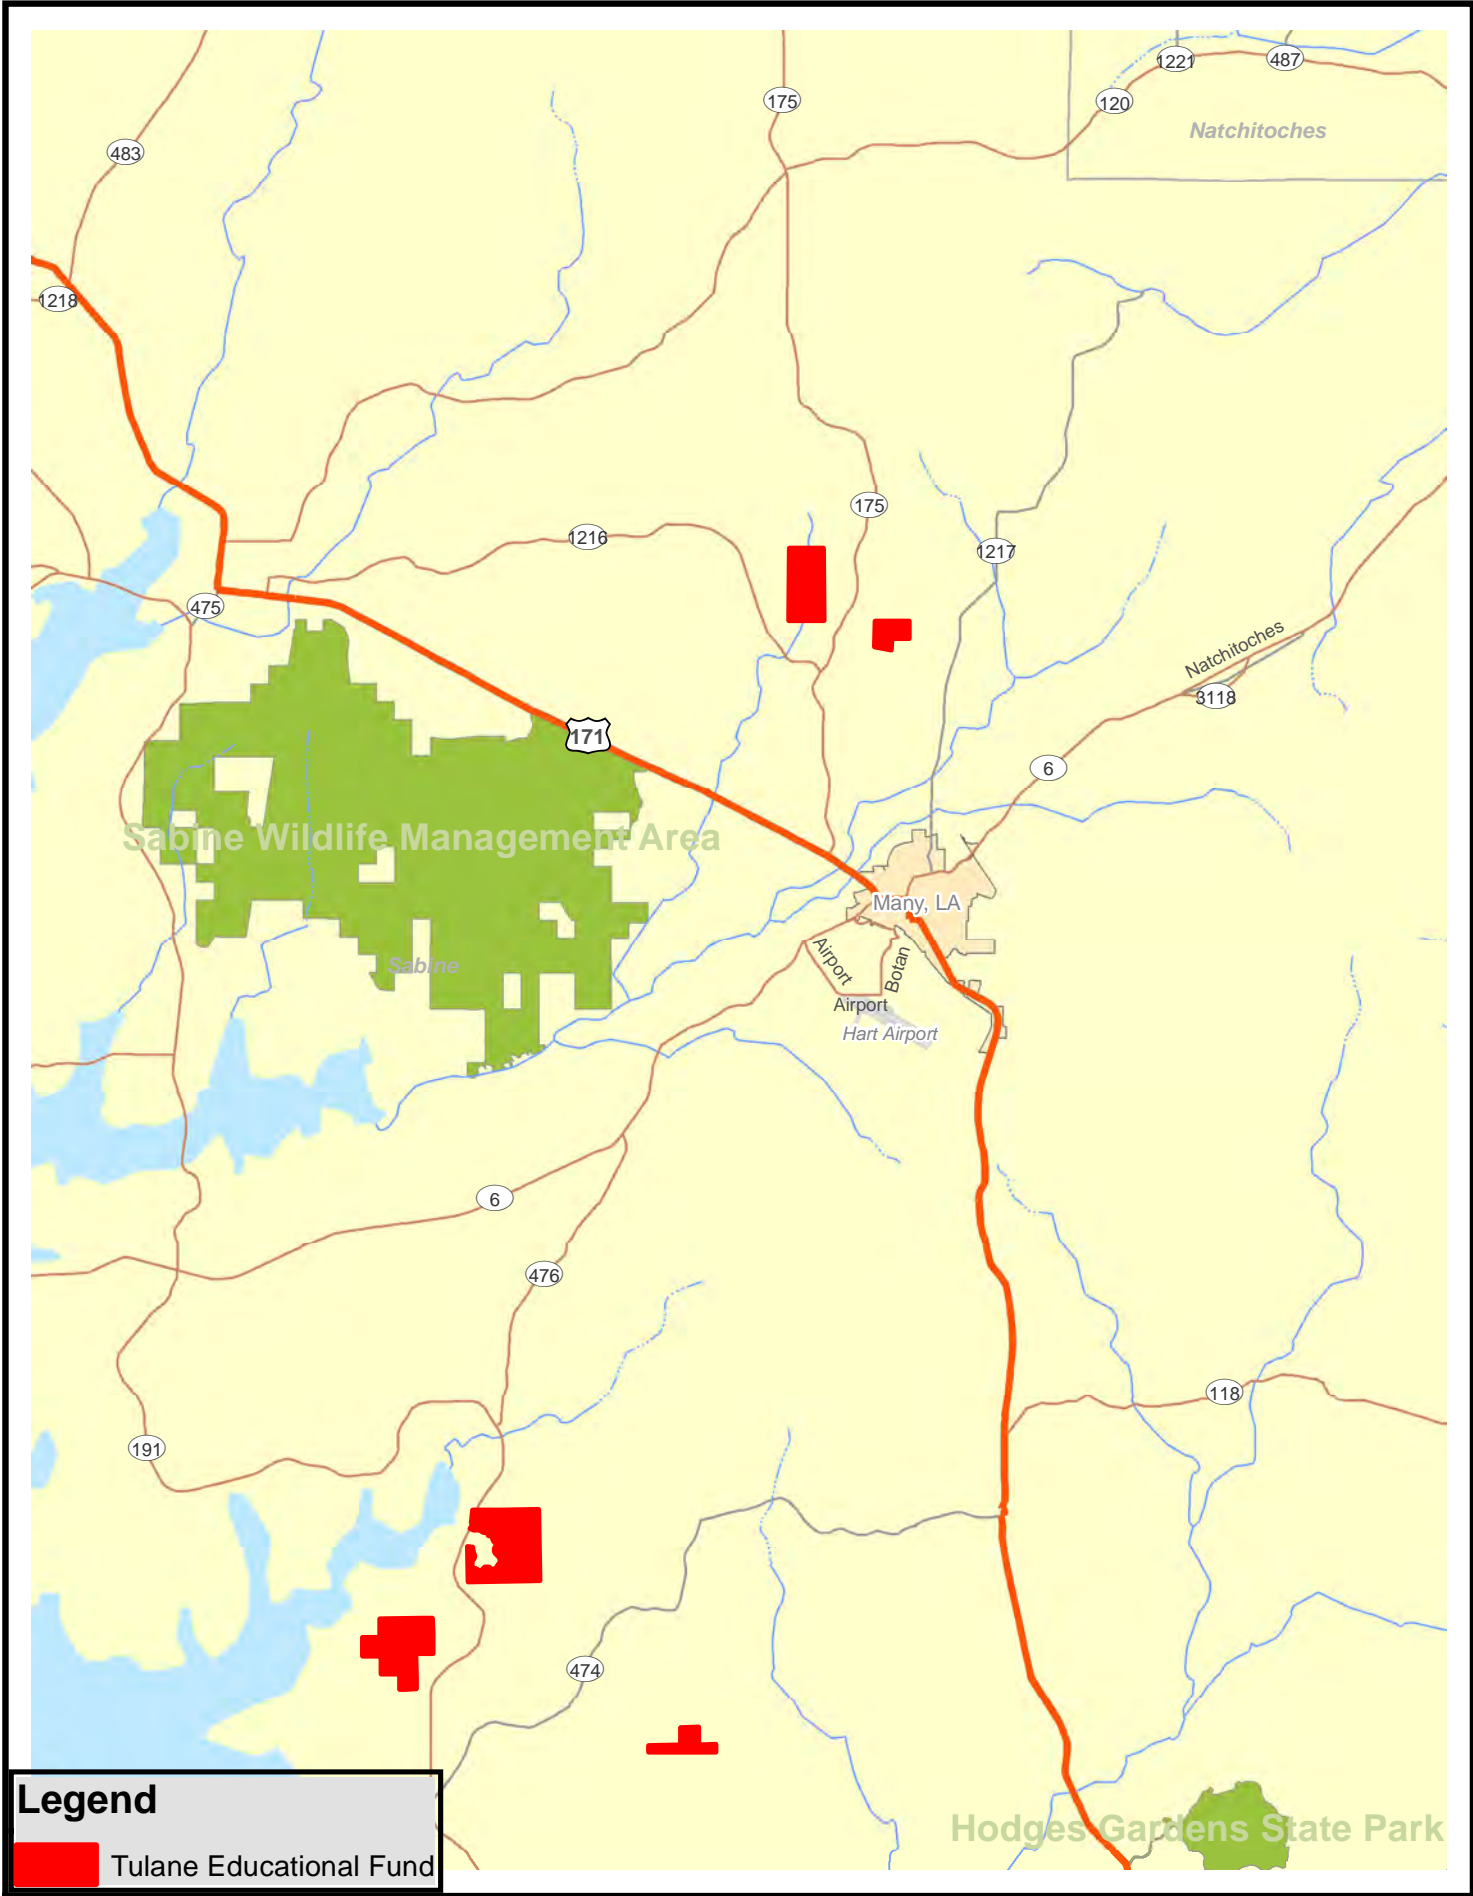 1221
487
175
120
Natchitoches
483
1218
175
1216
1217
475
Natchitoches
3118
171
6
Sabine Wildlife Management Area
Many, LA
Airport
Botan
Sabine
Airport
Hart Airport
6
476
118
191
474
Legend
Hodges Gardens State Park
Tulane Educational Fund